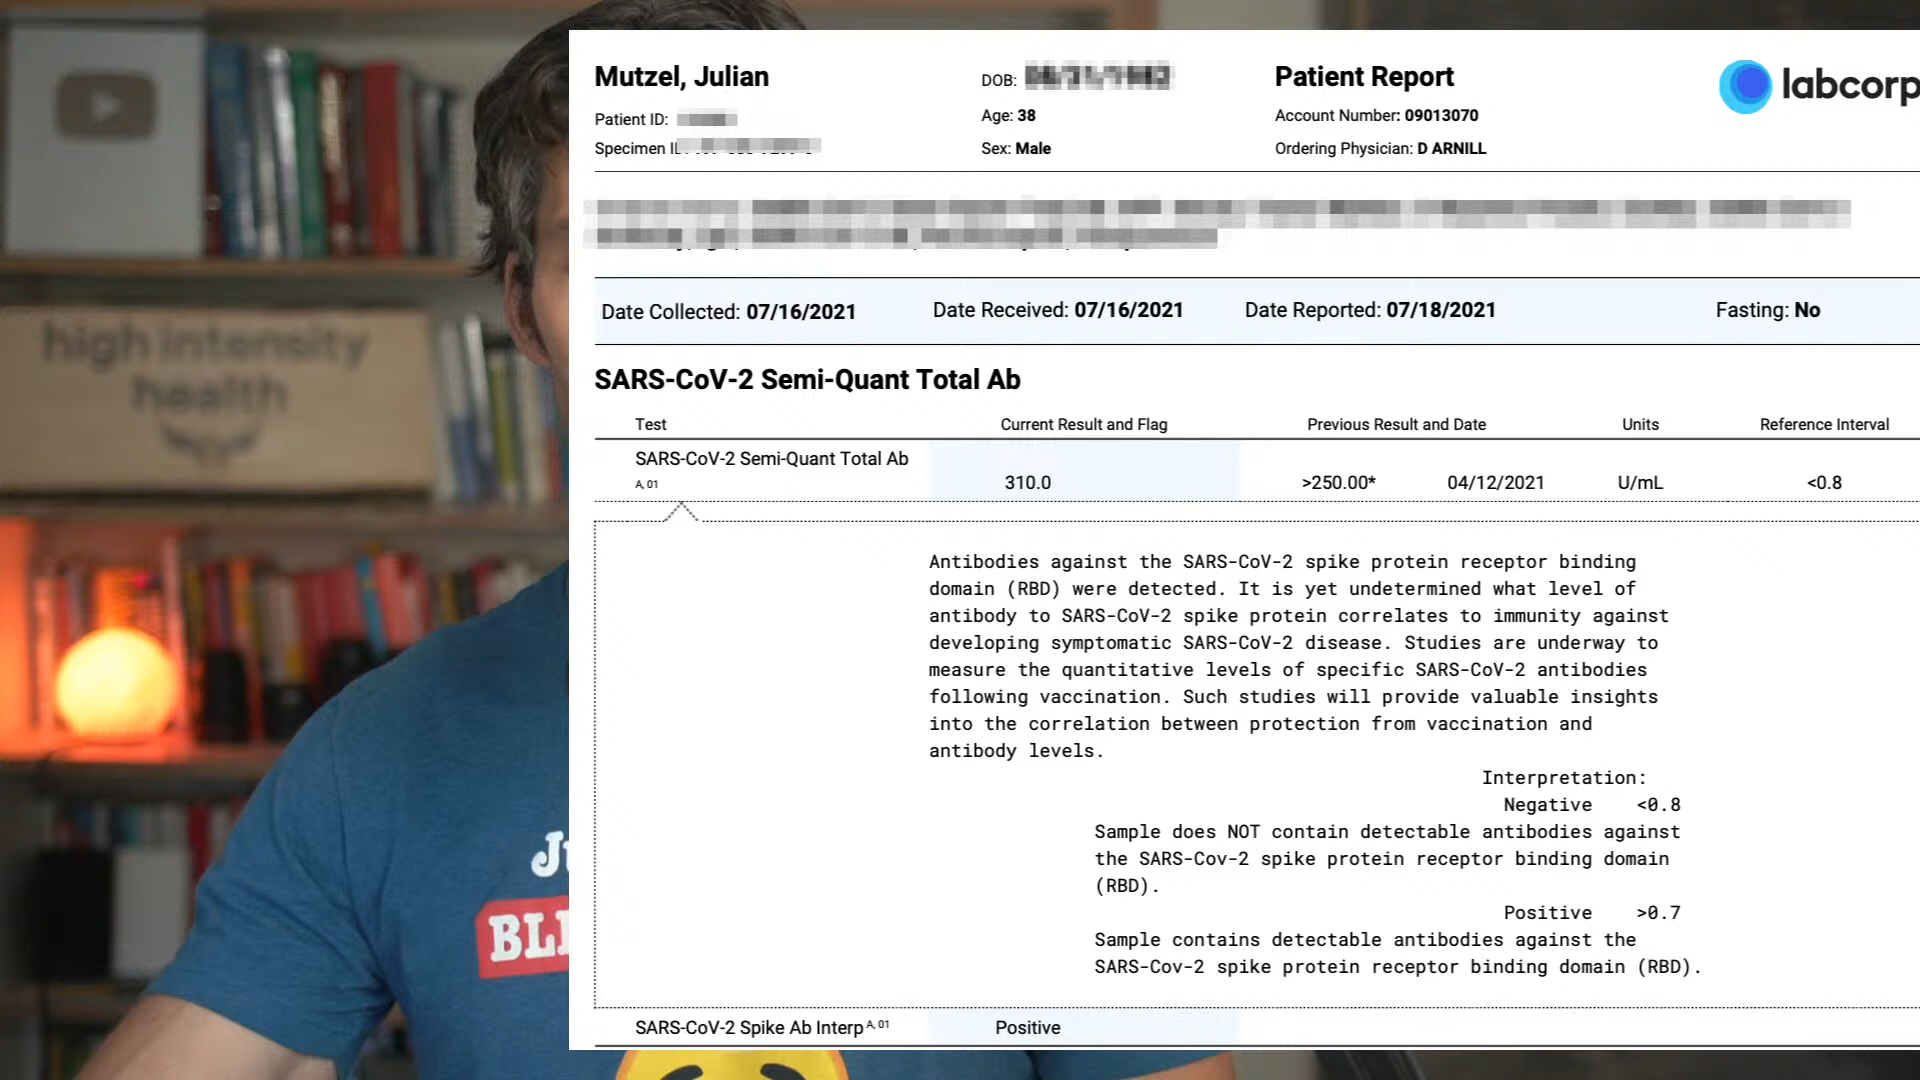 high intensity
health
Mutzel, Julian
DOB:
Patient Report
labcorp
Patient ID:
Age: 38
Account Number: 09013070
Specimen
Sex: Male
Ordering Physician: D ARNILL
Date Collected: 07/16/2021
Date Received: 07/16/2021
Date Reported: 07/18/2021
Fasting: No
SARS-CoV-2 Semi-Quant Total Ab
Test
Current Result and Flag
Previous Result and Date
Units
Reference Interval
SARS-CoV-2 Semi-Quant Total Ab
A, 01
310.0
>250.00*
04/12/2021
U/mL
<0.8
Antibodies against the SARS-CoV-2 spike protein receptor binding
domain (RBD) were detected. It is yet undetermined what level of
antibody to SARS-CoV-2 spike protein correlates to immunity against
developing symptomatic SARS-CoV-2 disease. Studies are underway to
measure the quantitative levels of specific SARS-CoV-2 antibodies
following vaccination. Such studies will provide valuable insights
into the correlation between protection from vaccination and
antibody levels.
Interpretation:
Negative <0.8
Sample does NOT contain detectable antibodies against
the SARS-Cov-2 spike protein receptor binding domain
(RBD).
Positive >0.7
Sample contains detectable antibodies against the
SARS-Cov-2 spike protein receptor binding domain (RBD).
SARS-CoV-2 Spike Ab Interp A, 01
Positive